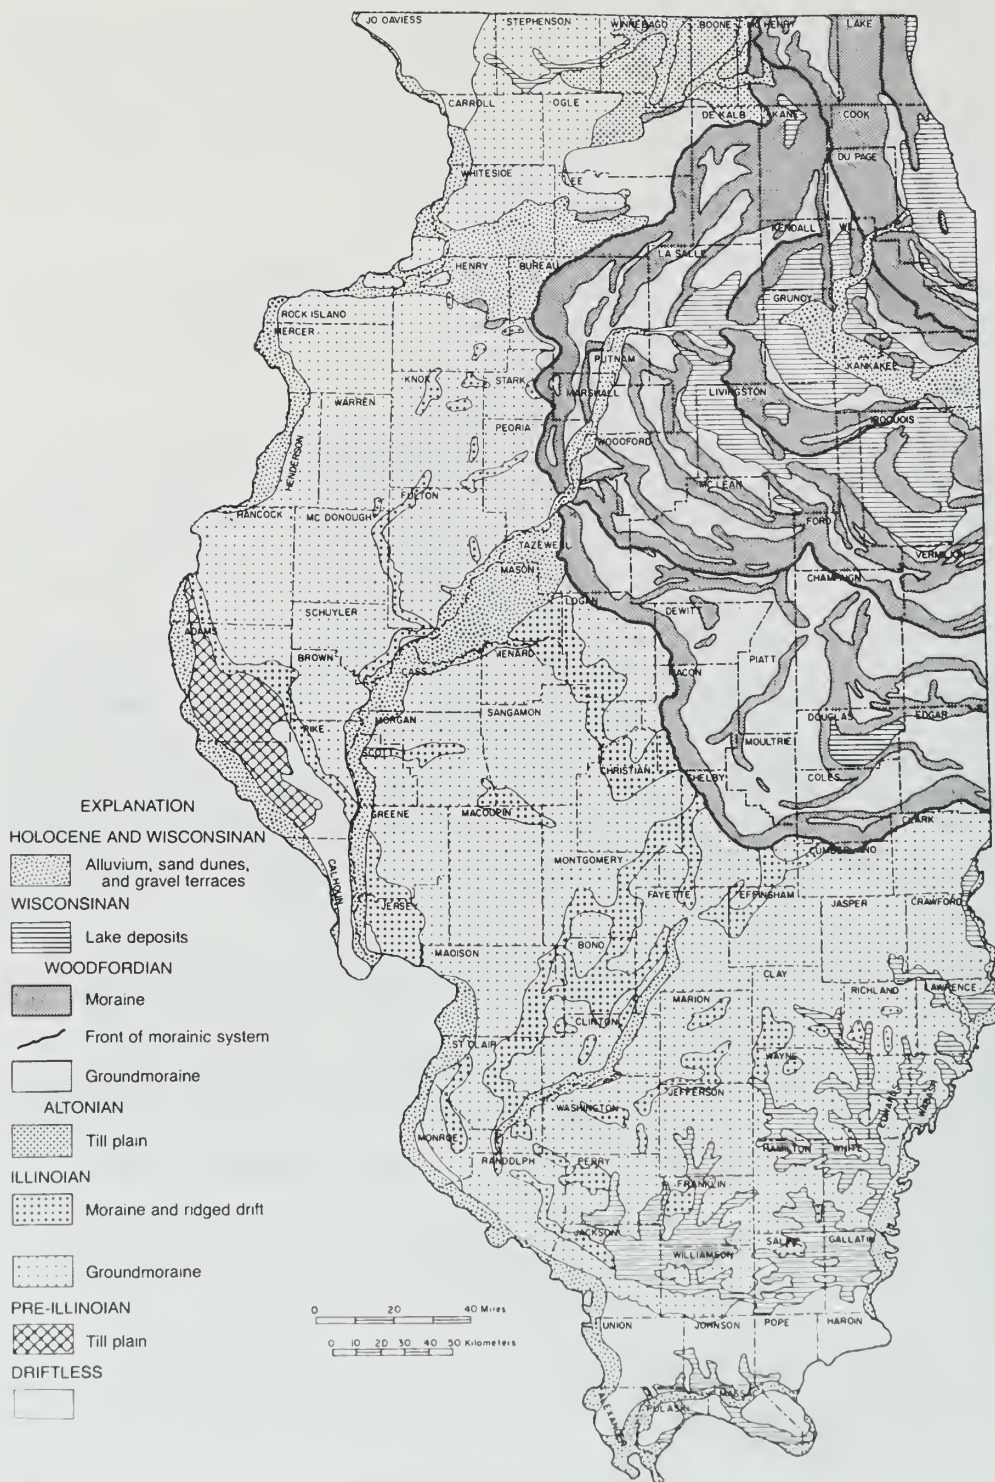 JO DAVIESS
STEPHENSON
WINNEBAGO
BOONE
MC HENRY
LAKE
CARROLL
OGLE
DE KALB
KANE
COOK
DU PAGE
WHITESIDE
LEE
KENDALL
WILL
LA SALLE
HENRY
BUREAU
GRUNDY
ROCK ISLAND
MERCER
PUTNAM
KANKAKEE
KNOX
STARK
MARSHALL
LIVINGSTON
WARREN
IROQUOIS
PEORIA
HENDERSON
WOODFORD
MC LEAN
FULTON
HANCOCK
MC DONOUGH
FORD
TAZEWELL
VERMILION
MASON
CHAMPAIGN
LOGAN
SCHUYLER
DEWITT
ADAMS
BROWN
CASS
MENARD
PIATT
MACON
MORGAN
SANGAMON
DOUGLAS
EDGAR
PIKE
SCOTT
MOULTRIE
CHRISTIAN
SHELBY
COLES
GREENE
MACOUPIN
CLARK
CUMBERLAND
MONTGOMERY
CALHOUN
FAYETTE
EFFINGHAM
JERSEY
JASPER
CRAWFORD
BOND
MADISON
CLAY
RICHLAND
LAWRENCE
MARION
CLINTON
ST CLAIR
WAYNE
EDWARDS
WABASH
JEFFERSON
WASHINGTON
MONROE
HAMILTON
WHITE
RANDOLPH
PERRY
FRANKLIN
JACKSON
WILLIAMSON
GALLATIN
UNION
JOHNSON
POPE
HARDIN
ALEXANDER
PULASKI
EXPLANATION
HOLOCENE AND WISCONSINAN
Alluvium, sand dunes,
and gravel terraces
WISCONSINAN
Lake deposits
WOODFORDIAN
Moraine
Front of morainic system
Groundmoraine
ALTONIAN
Till plain
ILLINOIAN
Moraine and ridged drift
Groundmoraine
PRE-ILLINOIAN
Till plain
DRIFTLESS
0 20 40 Miles
0 10 20 30 40 50 Kilometers